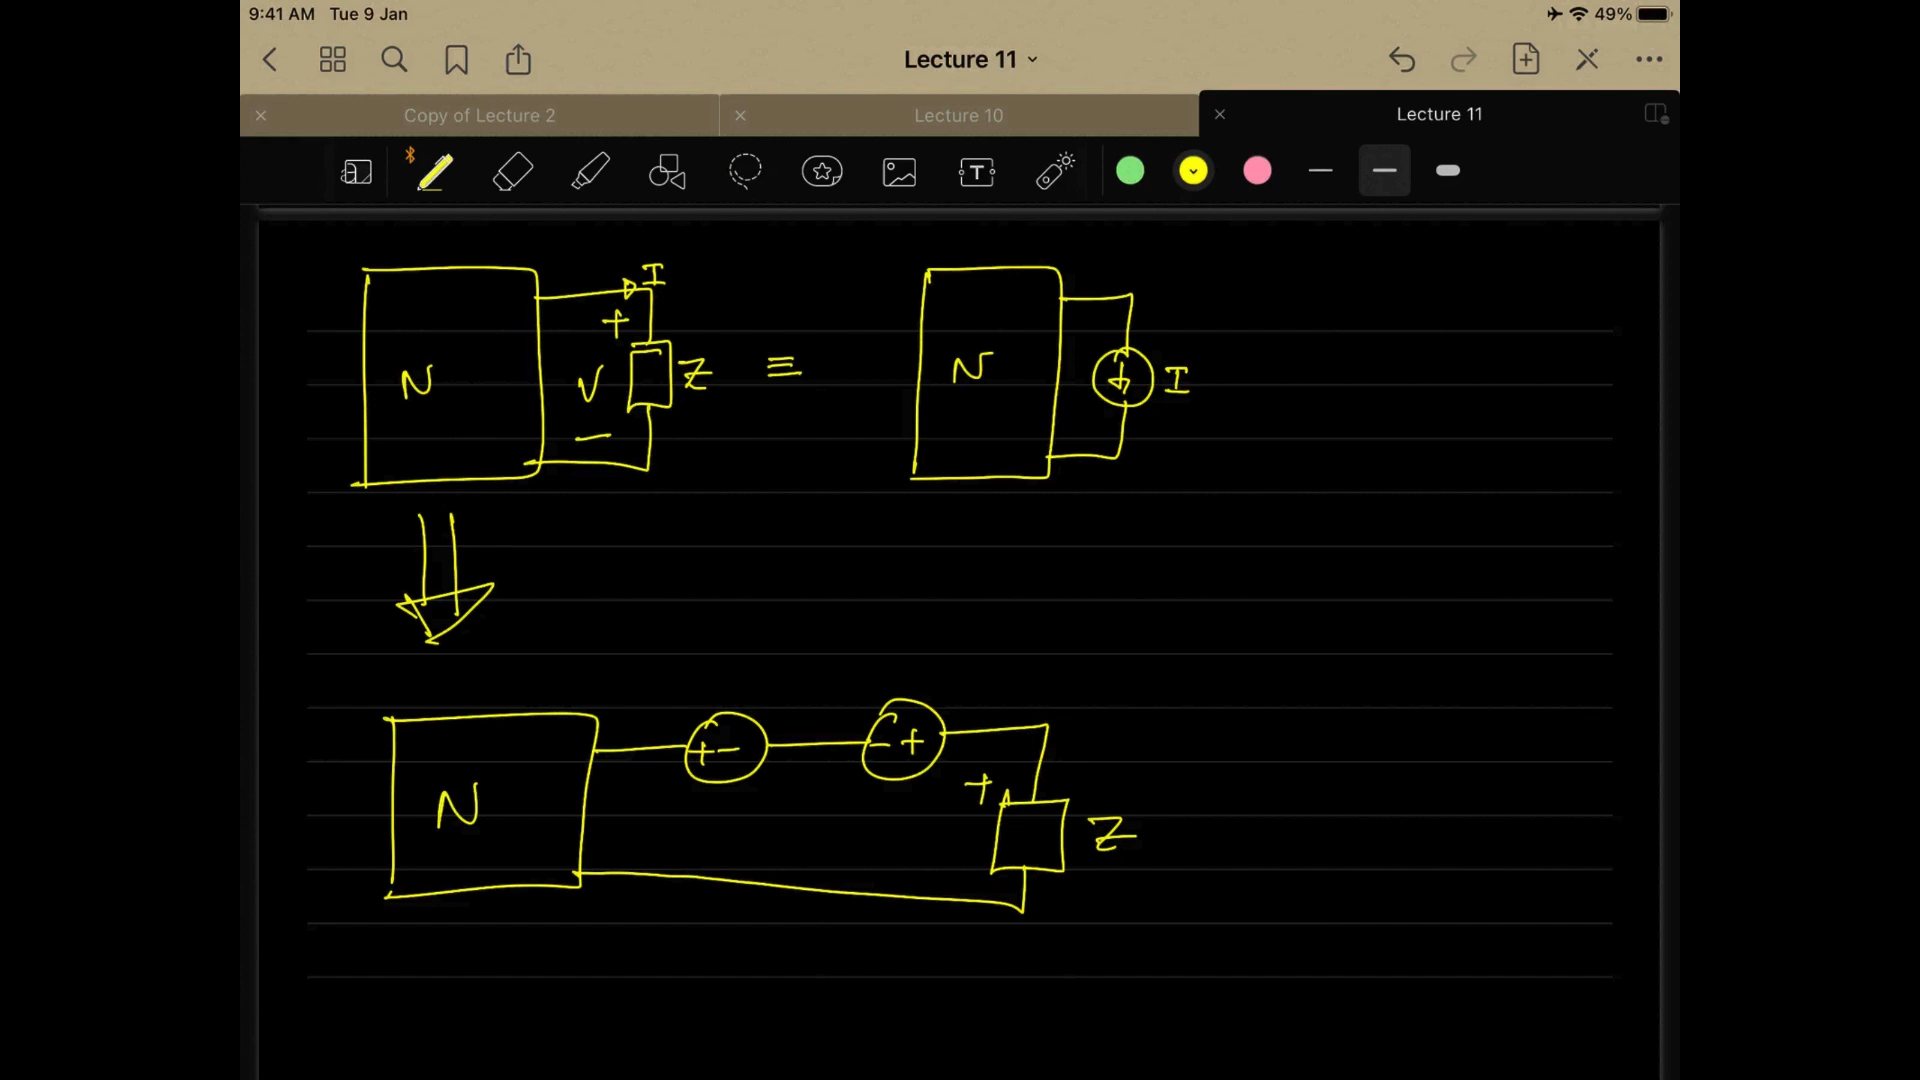 9:41 AM Tue 9 Jan 49%
Lecture 11
Copy of Lecture 2 Lecture 10 Lecture 11
T
I
+
N V Z ≡ N I
−
+ − − +
+
N Z